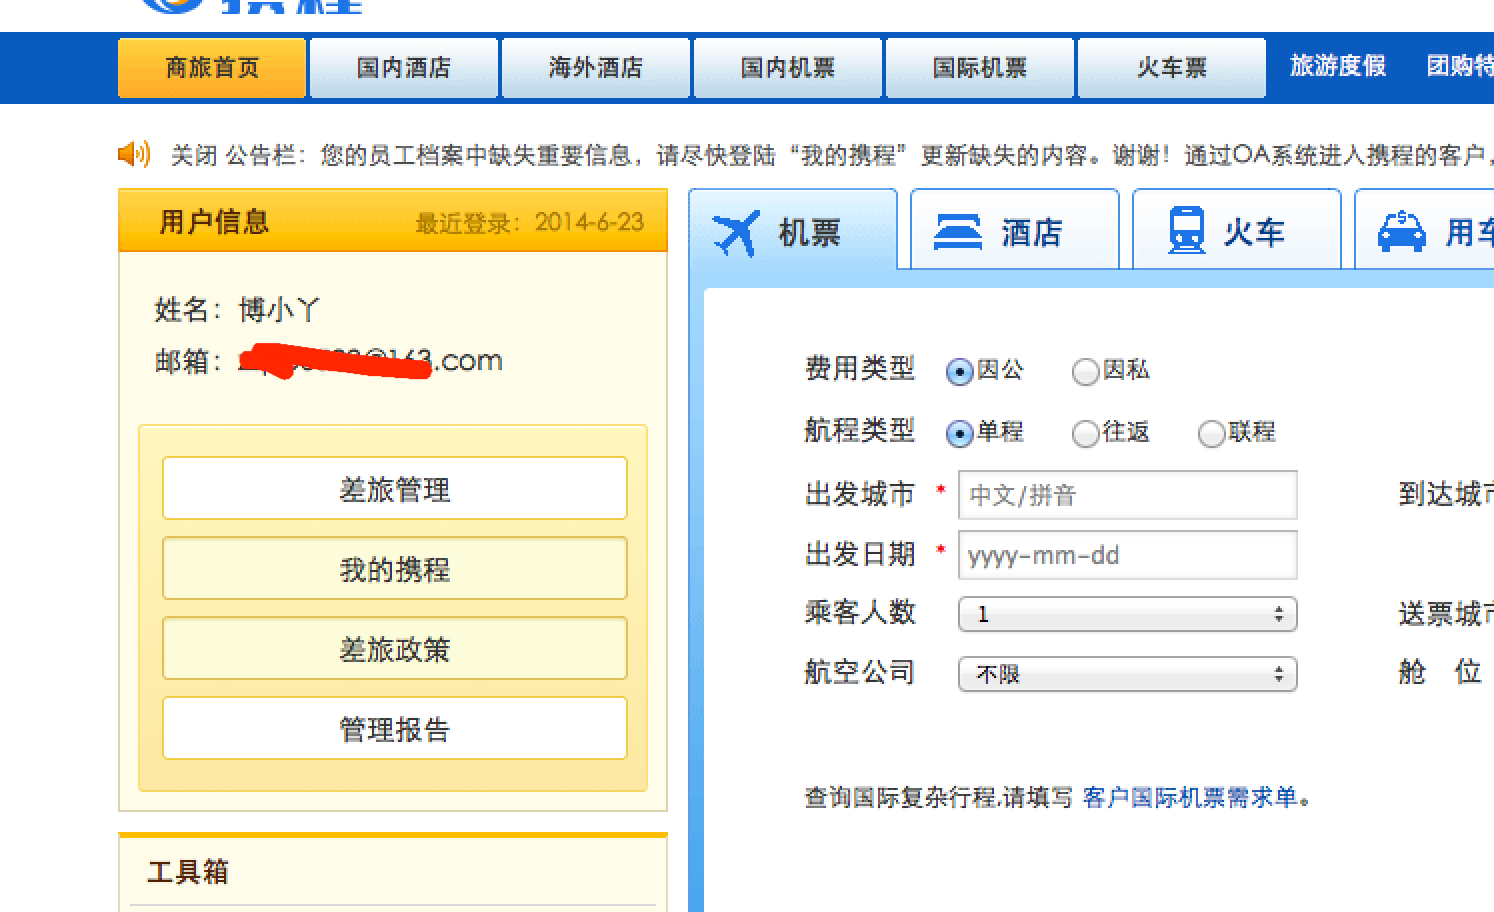 商旅首页 国内酒店 海外酒店 国内机票 国际机票 火车票 旅游度假 团购特
关闭 公告栏：您的员工档案中缺失重要信息，请尽快登陆“我的携程”更新缺失的内容。谢谢！通过OA系统进入携程的客户，
用户信息 最近登录：2014-6-23
机票 酒店 火车 用车
姓名：博小丫
邮箱： @163.com
差旅管理
我的携程
差旅政策
管理报告
工具箱
费用类型 因公 因私
航程类型 单程 往返 联程
出发城市 * 中文/拼音 到达城市
出发日期 * yyyy-mm-dd
乘客人数 1 送票城市
航空公司 不限 舱 位
查询国际复杂行程,请填写 客户国际机票需求单。